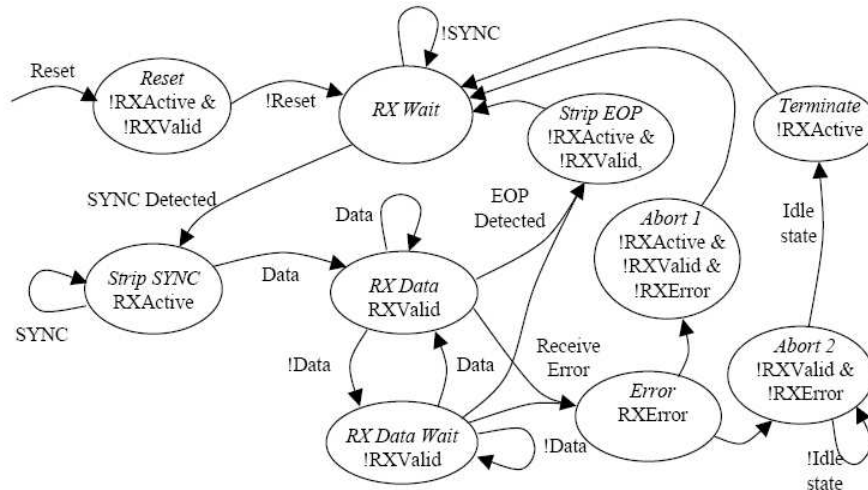 Reset
Reset
!RXActive &
!RXValid
!Reset
!SYNC
RX Wait
Strip EOP
!RXActive &
!RXValid,
Terminate
!RXActive
SYNC Detected
Strip SYNC
RXActive
SYNC
Data
Data
RX Data
RXValid
EOP
Detected
Abort 1
!RXActive &
!RXValid &
!RXError
Idle
state
!Data
Data
RX Data Wait
!RXValid
!Data
Receive
Error
Error
RXError
Abort 2
!RXValid &
!RXError
!Idle
state